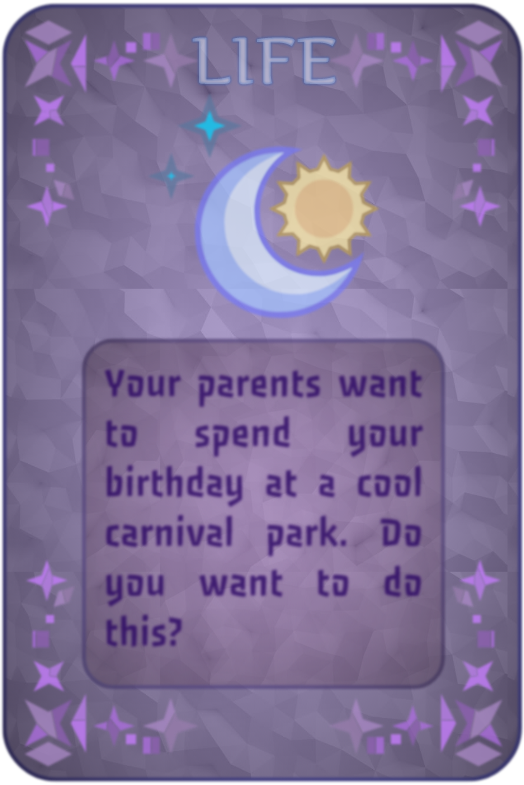 LIFE
Your parents want
to spend your
birthday at a cool
carnival park. Do
you want to do
this?